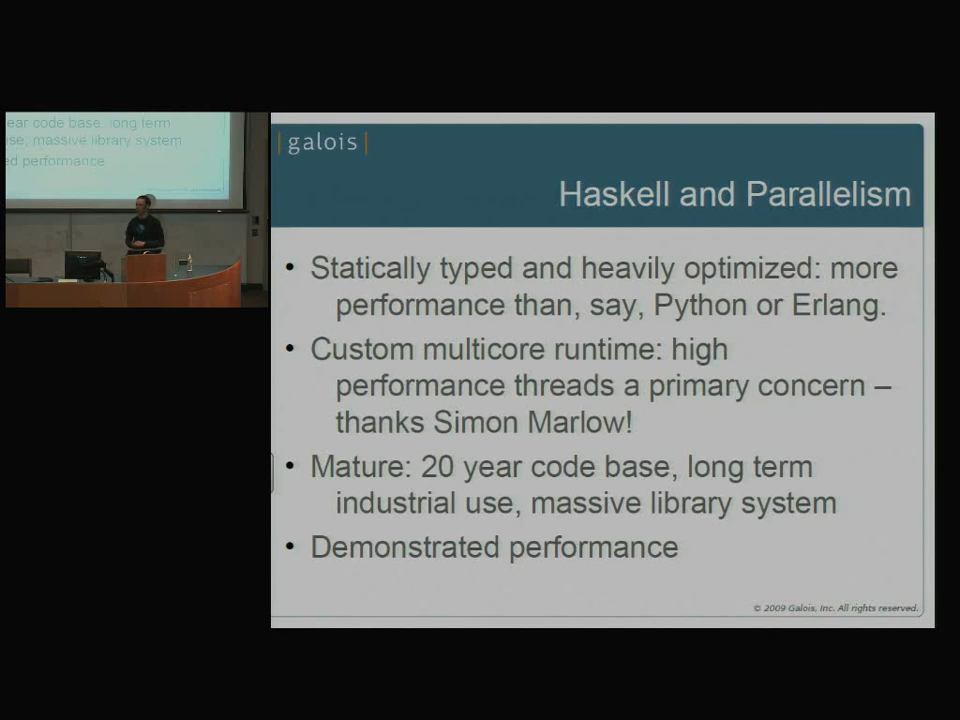 ear code base, long term
se, massive library system
ed performance
|galois|
Haskell and Parallelism
• Statically typed and heavily optimized: more
performance than, say, Python or Erlang.
• Custom multicore runtime: high
performance threads a primary concern –
thanks Simon Marlow!
• Mature: 20 year code base, long term
industrial use, massive library system
• Demonstrated performance
© 2009 Galois, Inc. All rights reserved.